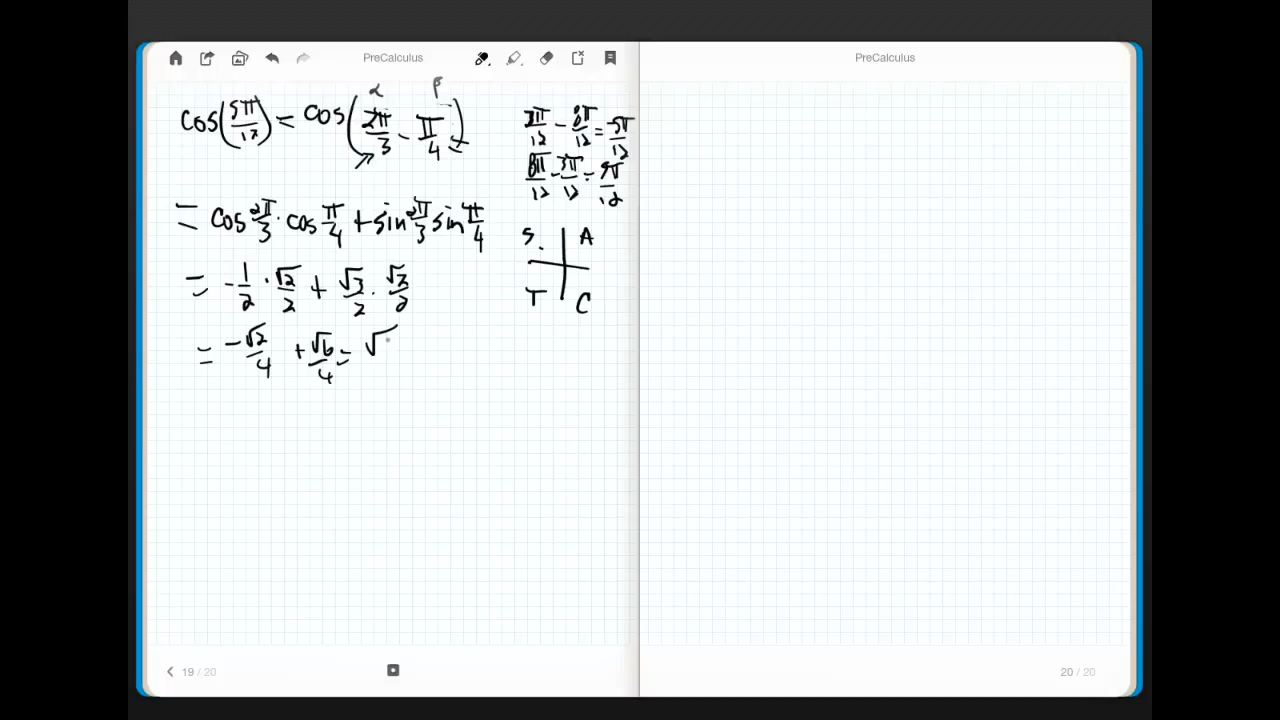 PreCalculus
PreCalculus
α β
cos(5π/12) = cos(2π/3 - π/4)
= cos 2π/3 · cos π/4 + sin 2π/3 sin π/4
= -1/2 · √2/2 + √3/2 · √2/2
= -√2/4 + √6/4 = √
3π/12 - 8π/12 = -5π/12
8π/12 - 3π/12 = 5π/12
S A
T C
19 / 20
20 / 20